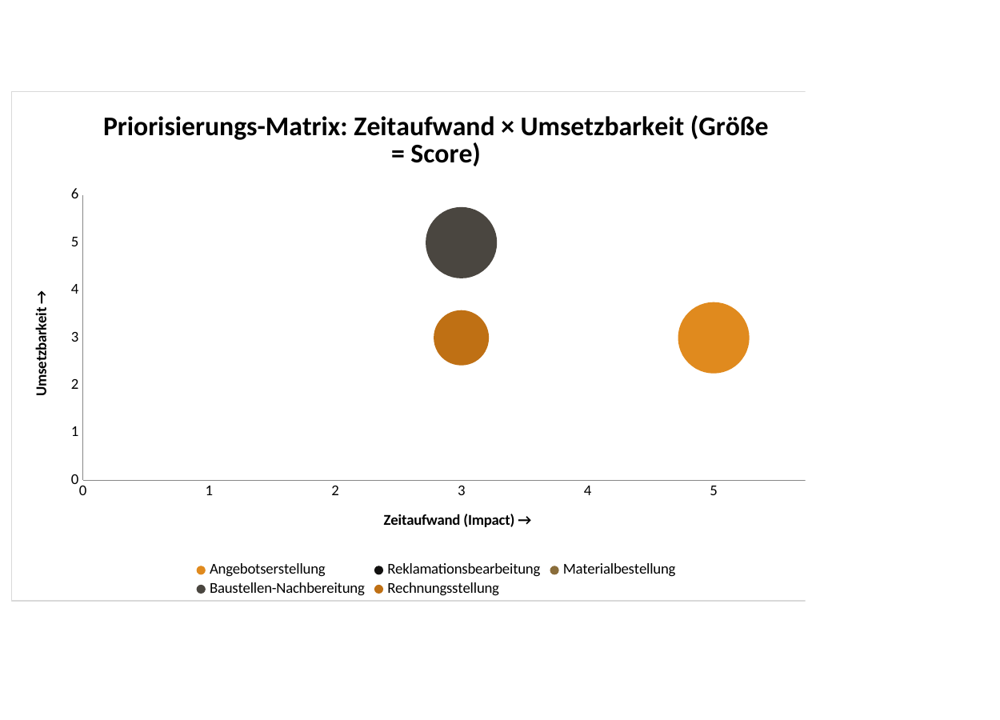 Priorisierungs-Matrix: Zeitaufwand × Umsetzbarkeit (Größe
= Score)
6
5
4
3
2
1
0
Umsetzbarkeit →
0 1 2 3 4 5
Zeitaufwand (Impact) →
Angebotserstellung Reklamationsbearbeitung Materialbestellung
Baustellen-Nachbereitung Rechnungsstellung